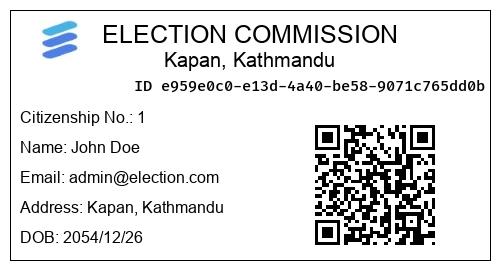 ELECTION COMMISSION
Kapan, Kathmandu
ID e959e0c0-e13d-4a40-be58-9071c765dd0b
Citizenship No.: 1
Name: John Doe
Email: admin@election.com
Address: Kapan, Kathmandu
DOB: 2054/12/26